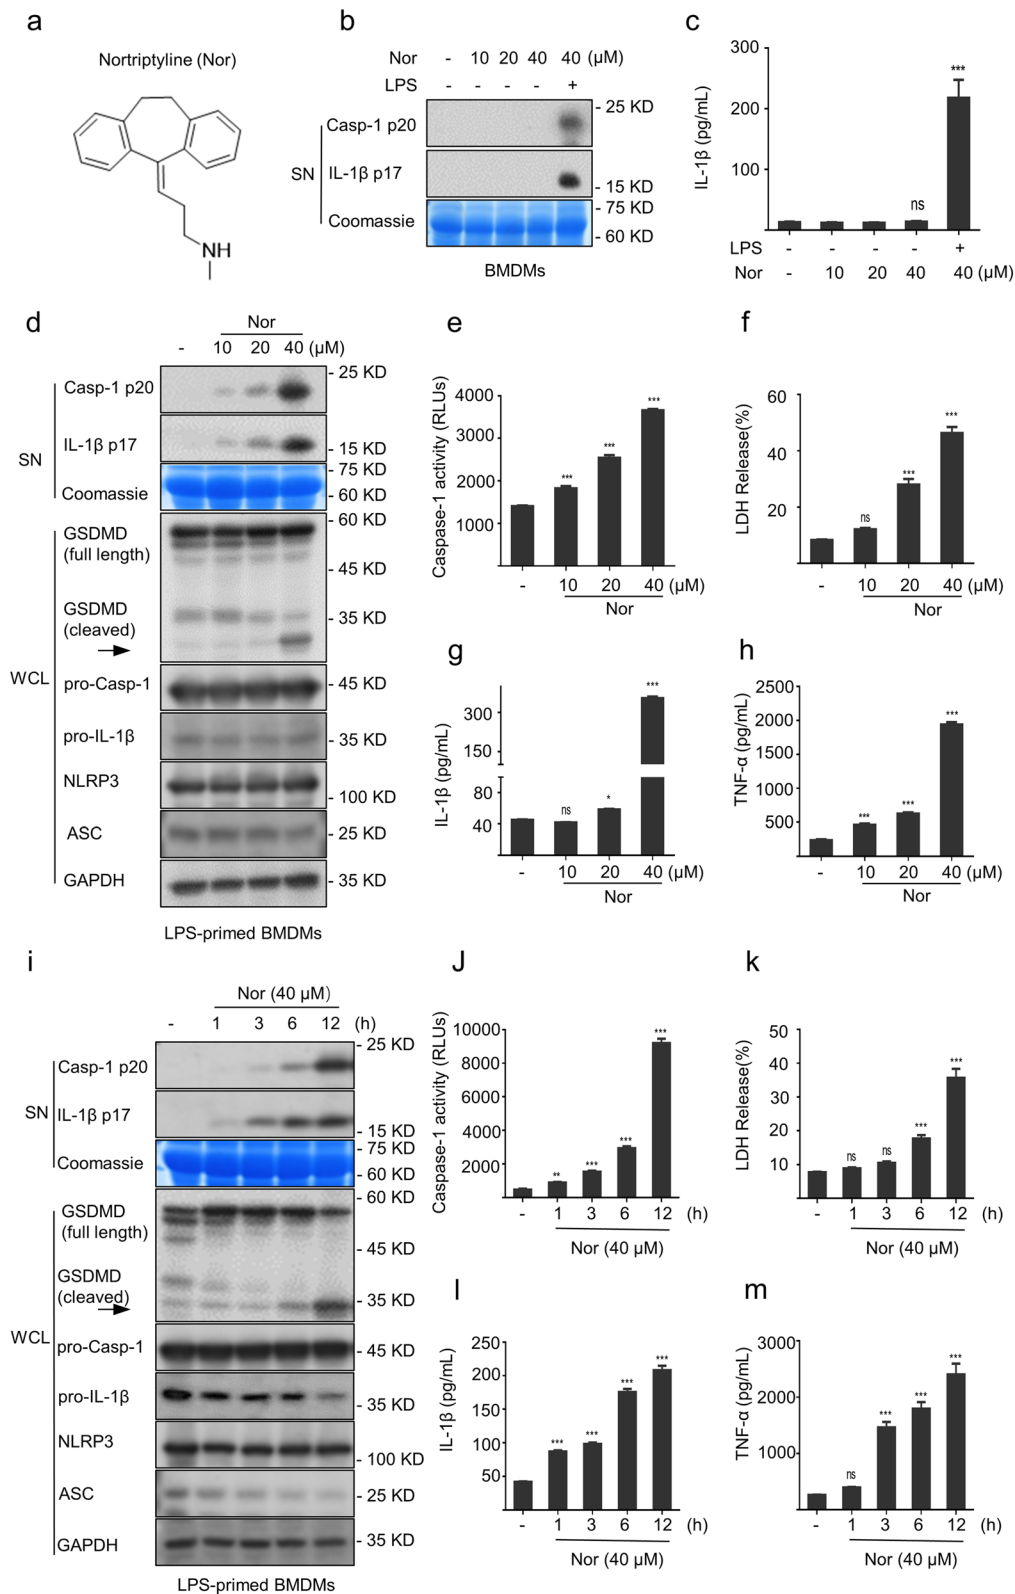 a
Nortriptyline (Nor)
NH
b
Nor - 10 20 40 40 (μM)
LPS +
- 25 KD
Casp-1 p20
SN
IL-1β p17
- 15 KD
- 75 KD
Coomassie
- 60 KD
BMDMs
c
300
200
100
IL-1β (pg/mL)
ns
***
LPS - - - - +
Nor - 10 20 40 40 (μM)
d
Nor
- 10 20 40 (μM)
- 25 KD
Casp-1 p20
IL-1β p17
- 15 KD
SN
- 75 KD
Coomassie
- 60 KD
- 60 KD
GSDMD
(full length)
- 45 KD
GSDMD
(cleaved)
- 35 KD
WCL
pro-Casp-1
- 45 KD
pro-IL-1β
- 35 KD
NLRP3
- 100 KD
ASC
- 25 KD
GAPDH
- 35 KD
LPS-primed BMDMs
e
Caspase-1 activity (RLUs)
4000
3000
2000
1000
*** *** ***
- 10 20 40 (μM)
Nor
f
LDH Release(%)
60
40
20
ns *** ***
- 10 20 40 (μM)
Nor
g
IL-1β (pg/mL)
300
150
80
40
ns * ***
- 10 20 40 (μM)
Nor
h
TNF-α (pg/mL)
2500
2000
1500
1000
500
*** *** ***
- 10 20 40 (μM)
Nor
i
Nor (40 μM)
- 1 3 6 12 (h)
- 25 KD
Casp-1 p20
SN
IL-1β p17
- 15 KD
- 75 KD
Coomassie
- 60 KD
- 60 KD
GSDMD
(full length)
- 45 KD
GSDMD
(cleaved)
- 35 KD
WCL
pro-Casp-1
- 45 KD
pro-IL-1β
- 35 KD
NLRP3
- 100 KD
ASC
- 25 KD
GAPDH
- 35 KD
LPS-primed BMDMs
J
Caspase-1 activity (RLUs)
10000
8000
6000
4000
2000
** *** *** ***
- 1 3 6 12 (h)
Nor (40 μM)
k
LDH Release(%)
50
40
30
20
10
ns ns *** ***
- 1 3 6 12 (h)
Nor (40 μM)
l
IL-1β (pg/mL)
250
200
150
100
50
*** *** *** ***
- 1 3 6 12 (h)
Nor (40 μM)
m
TNF-α (pg/mL)
3000
2000
1000
ns *** *** ***
- 1 3 6 12 (h)
Nor (40 μM)